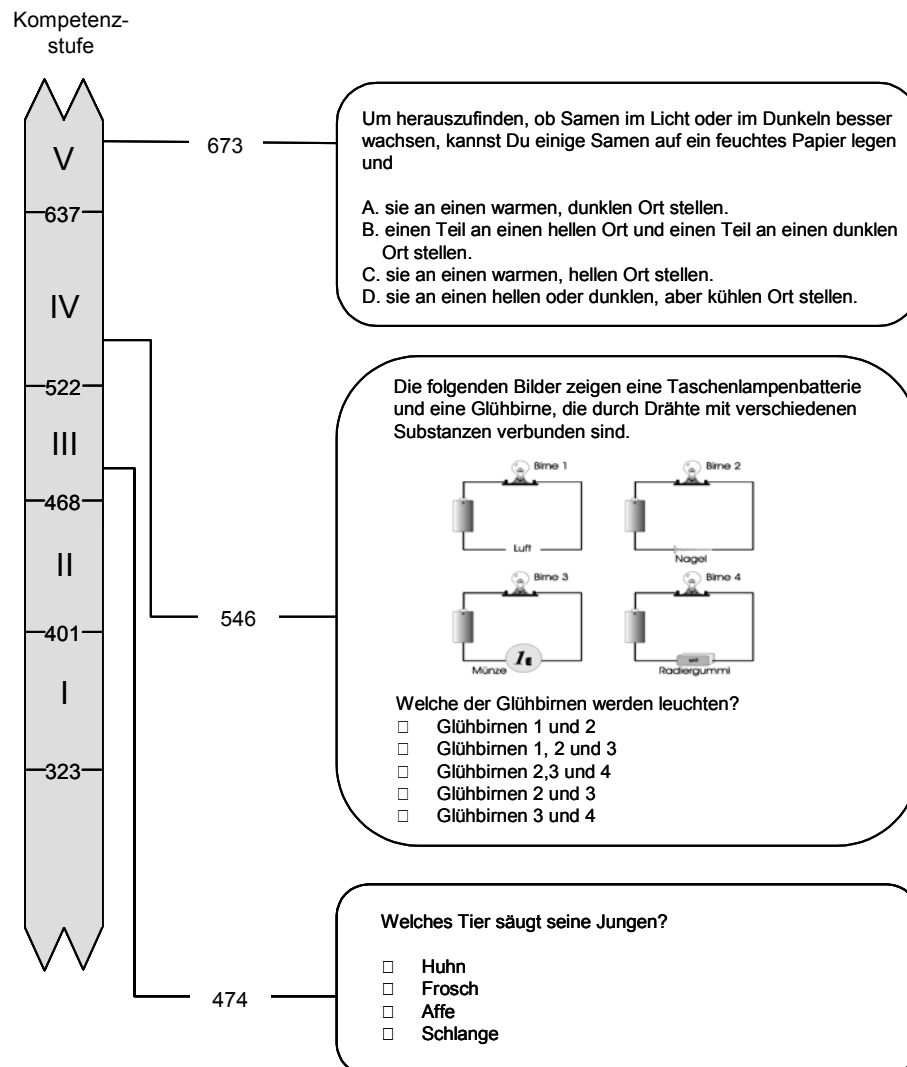 Kompetenz-
stufe
V
637
IV
522
III
468
II
401
I
323
673
Um herauszufinden, ob Samen im Licht oder im Dunkeln besser
wachsen, kannst Du einige Samen auf ein feuchtes Papier legen
und
A. sie an einen warmen, dunklen Ort stellen.
B. einen Teil an einen hellen Ort und einen Teil an einen dunklen
Ort stellen.
C. sie an einen warmen, hellen Ort stellen.
D. sie an einen hellen oder dunklen, aber kühlen Ort stellen.
546
Die folgenden Bilder zeigen eine Taschenlampenbatterie
und eine Glühbirne, die durch Drähte mit verschiedenen
Substanzen verbunden sind.
Birne 1
Luft
Birne 2
Nagel
Birne 3
Münze
1€
Birne 4
Radiergummi
Welche der Glühbirnen werden leuchten?
□ Glühbirnen 1 und 2
□ Glühbirnen 1, 2 und 3
□ Glühbirnen 2,3 und 4
□ Glühbirnen 2 und 3
□ Glühbirnen 3 und 4
474
Welches Tier säugt seine Jungen?
□ Huhn
□ Frosch
□ Affe
□ Schlange